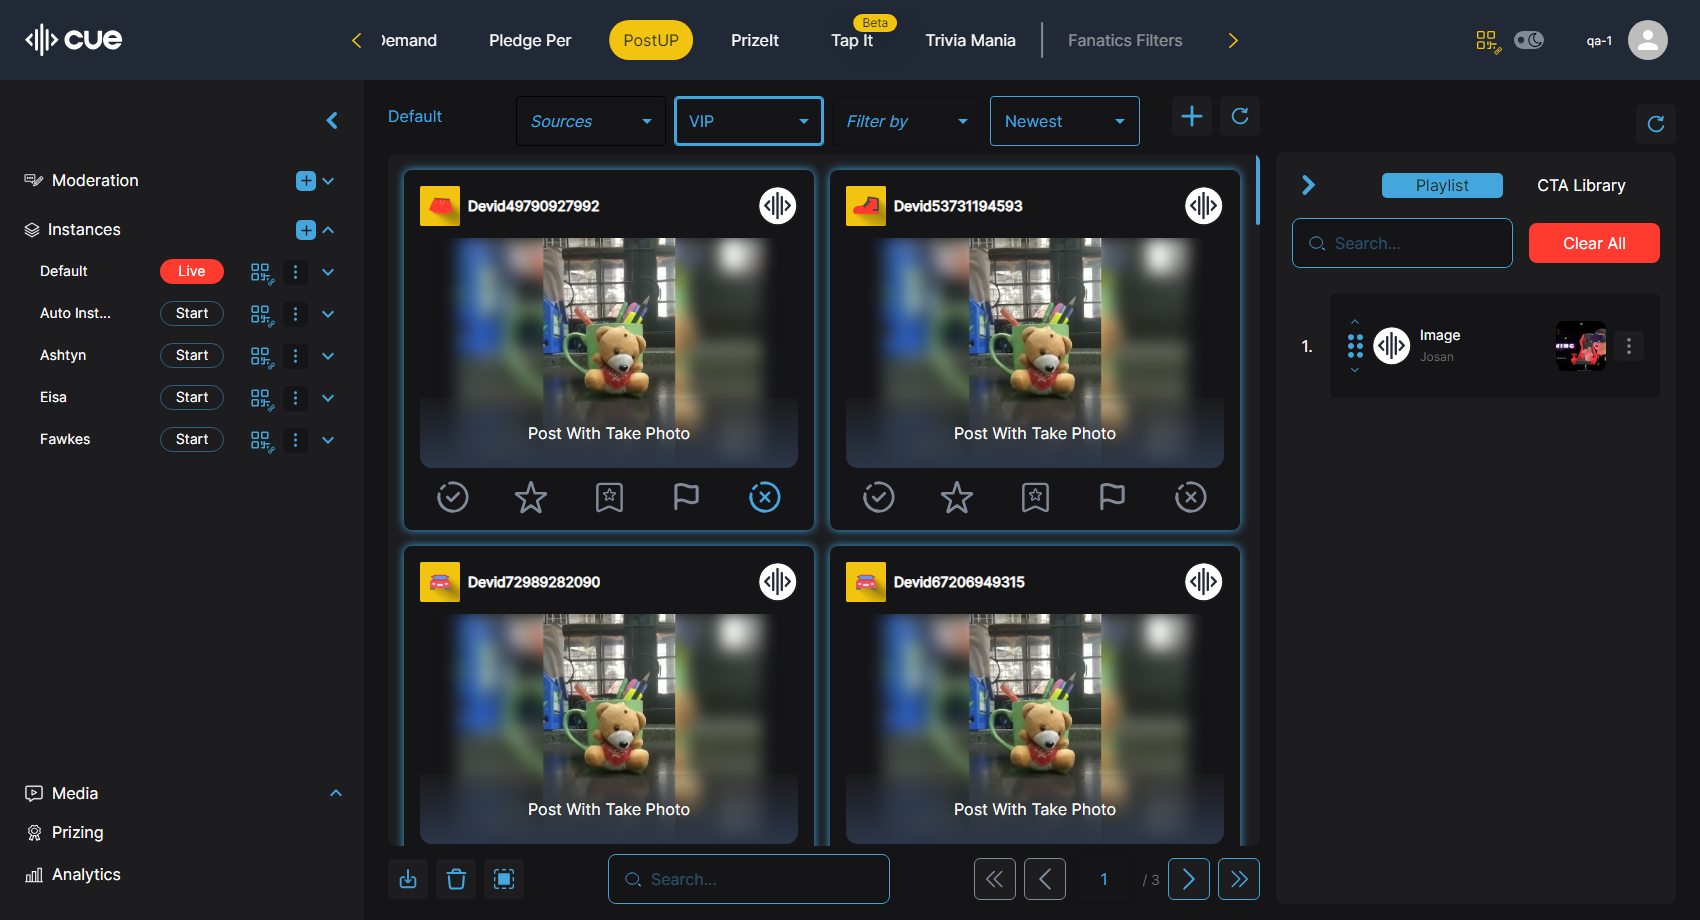 cue
Demand
Pledge Per
PostUP
PrizeIt
Beta
Tap It
Trivia Mania
Fanatics Filters
qa-1
Moderation
Instances
Default
Live
Auto Inst...
Start
Ashtyn
Start
Eisa
Start
Fawkes
Start
Media
Prizing
Analytics
Default
Sources
VIP
Filter by
Newest
Devid49790927992
Post With Take Photo
Devid53731194593
Post With Take Photo
Devid72989282090
Post With Take Photo
Devid67206949315
Post With Take Photo
Search...
1
/ 3
Playlist
CTA Library
Search...
Clear All
1.
Image
Josan